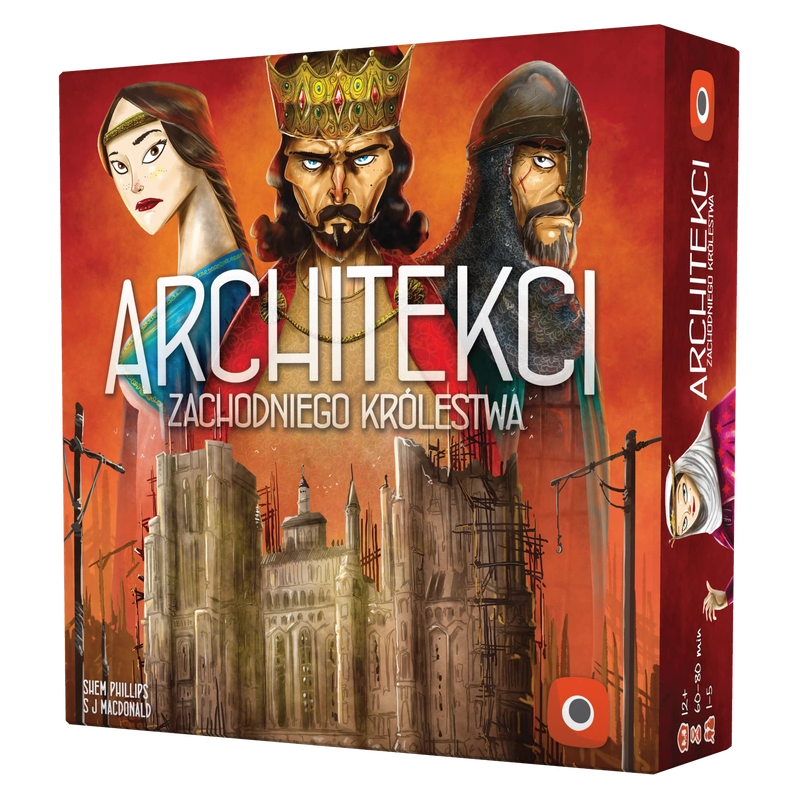 ARCHITEKCI
ZACHODNIEGO KRÓLESTWA
SHEM PHILLIPS
S J MACDONALD
ARCHITEKCI
ZACHODNIEGO KRÓLESTWA
12+
60-80 min
1-5